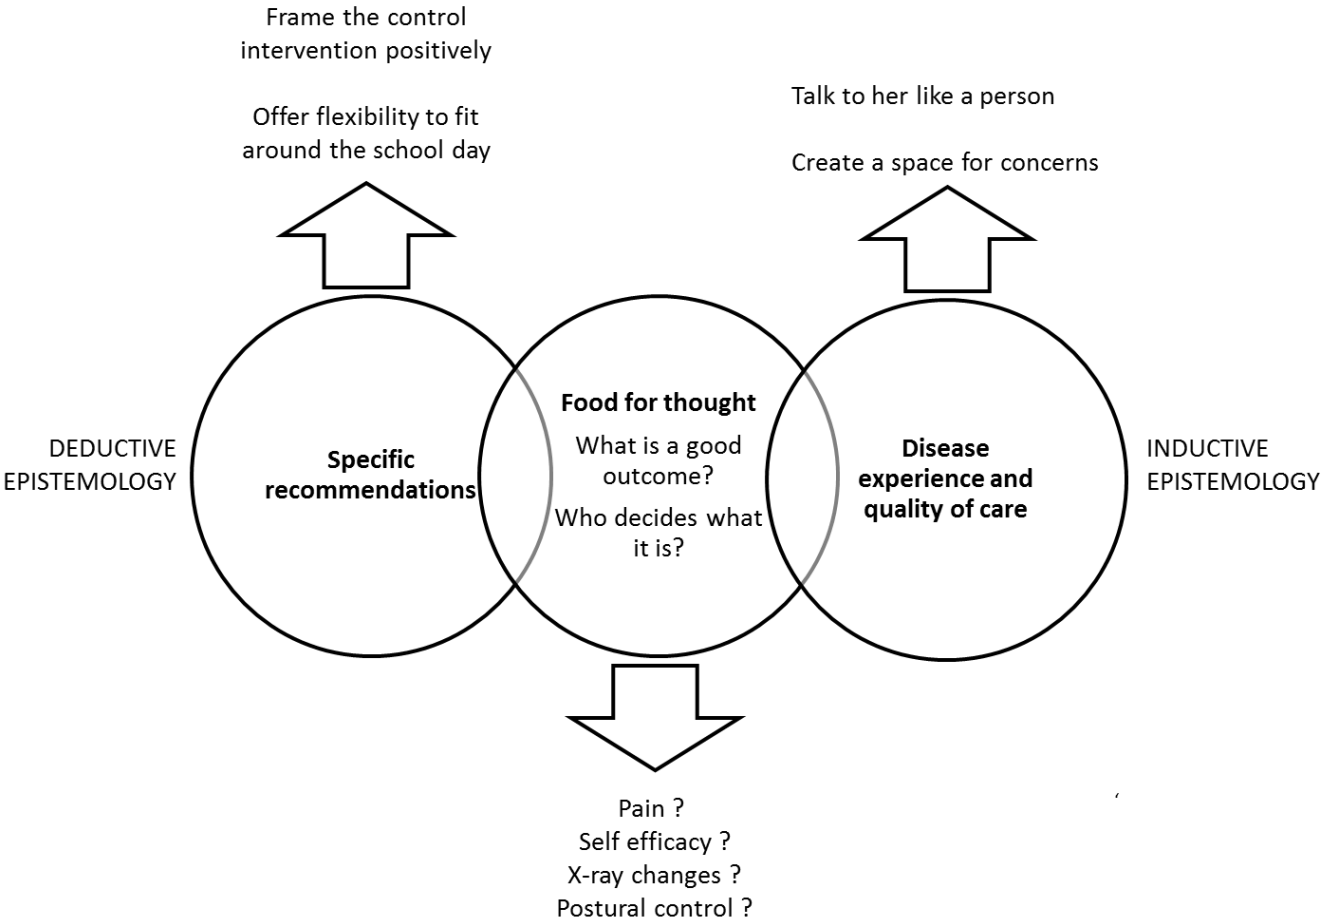 Frame the control
intervention positively
Offer flexibility to fit
around the school day
Talk to her like a person
Create a space for concerns
DEDUCTIVE
EPISTEMOLOGY
Specific
recommendations
Food for thought
What is a good
outcome?
Who decides what
it is?
Disease
experience and
quality of care
INDUCTIVE
EPISTEMOLOGY
Pain ?
Self efficacy ?
X-ray changes ?
Postural control ?
‘